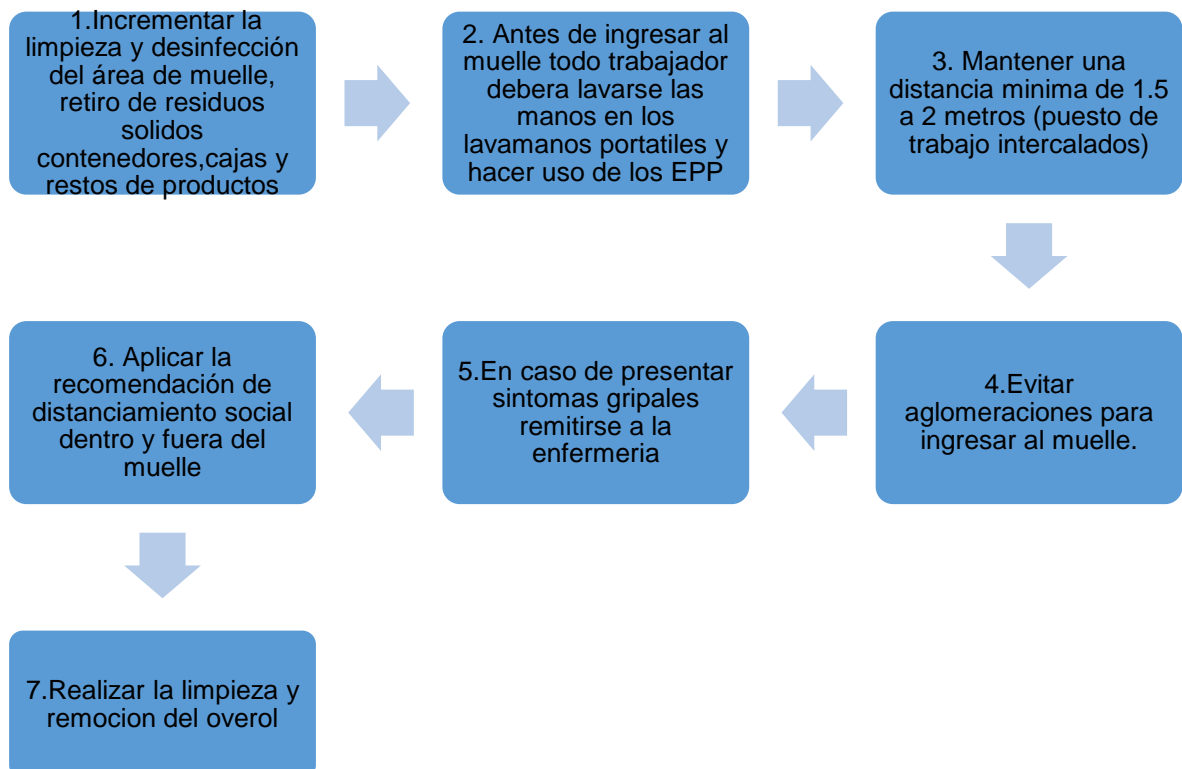 1.Incrementar la
limpieza y desinfección
del área de muelle,
retiro de residuos
solidos
contenedores,cajas y
restos de productos
2. Antes de ingresar al
muelle todo trabajador
debera lavarse las
manos en los
lavamanos portatiles y
hacer uso de los EPP
3. Mantener una
distancia minima de 1.5
a 2 metros (puesto de
trabajo intercalados)
4.Evitar
aglomeraciones para
ingresar al muelle.
5.En caso de presentar
sintomas gripales
remitirse a la
enfermeria
6. Aplicar la
recomendación de
distanciamiento social
dentro y fuera del
muelle
7.Realizar la limpieza y
remocion del overol